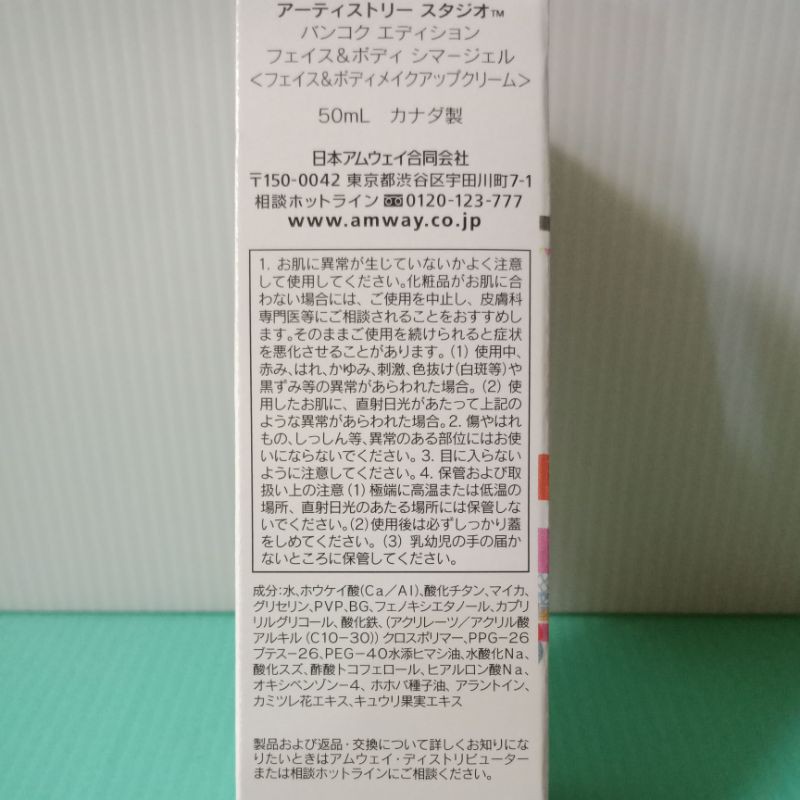 アーティストリー スタジオ™
バンコク エディション
フェイス&ボディ シマージェル
<フェイス&ボディメイクアップクリーム>
50mL カナダ製
日本アムウェイ合同会社
〒150-0042 東京都渋谷区宇田川町7-1
相談ホットライン 0120-123-777
www.amway.co.jp
1. お肌に異常が生じていないかよく注意
して使用してください。化粧品がお肌に合
わない場合には、ご使用を中止し、皮膚科
専門医等にご相談されることをおすすめし
ます。そのままご使用を続けられると症状
を悪化させることがあります。(1) 使用中、
赤み、はれ、かゆみ、刺激、色抜け(白斑等)や
黒ずみ等の異常があらわれた場合。(2) 使
用したお肌に、直射日光があたって上記の
ような異常があらわれた場合。2. 傷やはれ
もの、しっしん等、異常のある部位にはお使
いにならないでください。3. 目に入らない
ように注意してください。4. 保管および取
扱い上の注意 (1) 極端に高温または低温の
場所、直射日光のあたる場所には保管しな
いでください。(2)使用後は必ずしっかり蓋
をしめてください。(3) 乳幼児の手の届か
ないところに保管してください。
成分:水、ホウケイ酸(Ca/Al)、酸化チタン、マイカ、
グリセリン、PVP、BG、フェノキシエタノール、カプリ
リルグリコール、酸化鉄、(アクリレーツ/アクリル酸
アルキル (C10-30)) クロスポリマー、PPG-26
ブテス-26、PEG-40水添ヒマシ油、水酸化Na、
酸化スズ、酢酸トコフェロール、ヒアルロン酸Na、
オキシベンゾン-4、ホホバ種子油、アラントイン、
カミツレ花エキス、キュウリ果実エキス
製品および返品・交換について詳しくお知りにな
りたいときはアムウェイ・ディストリビューター
または相談ホットラインにご相談ください。